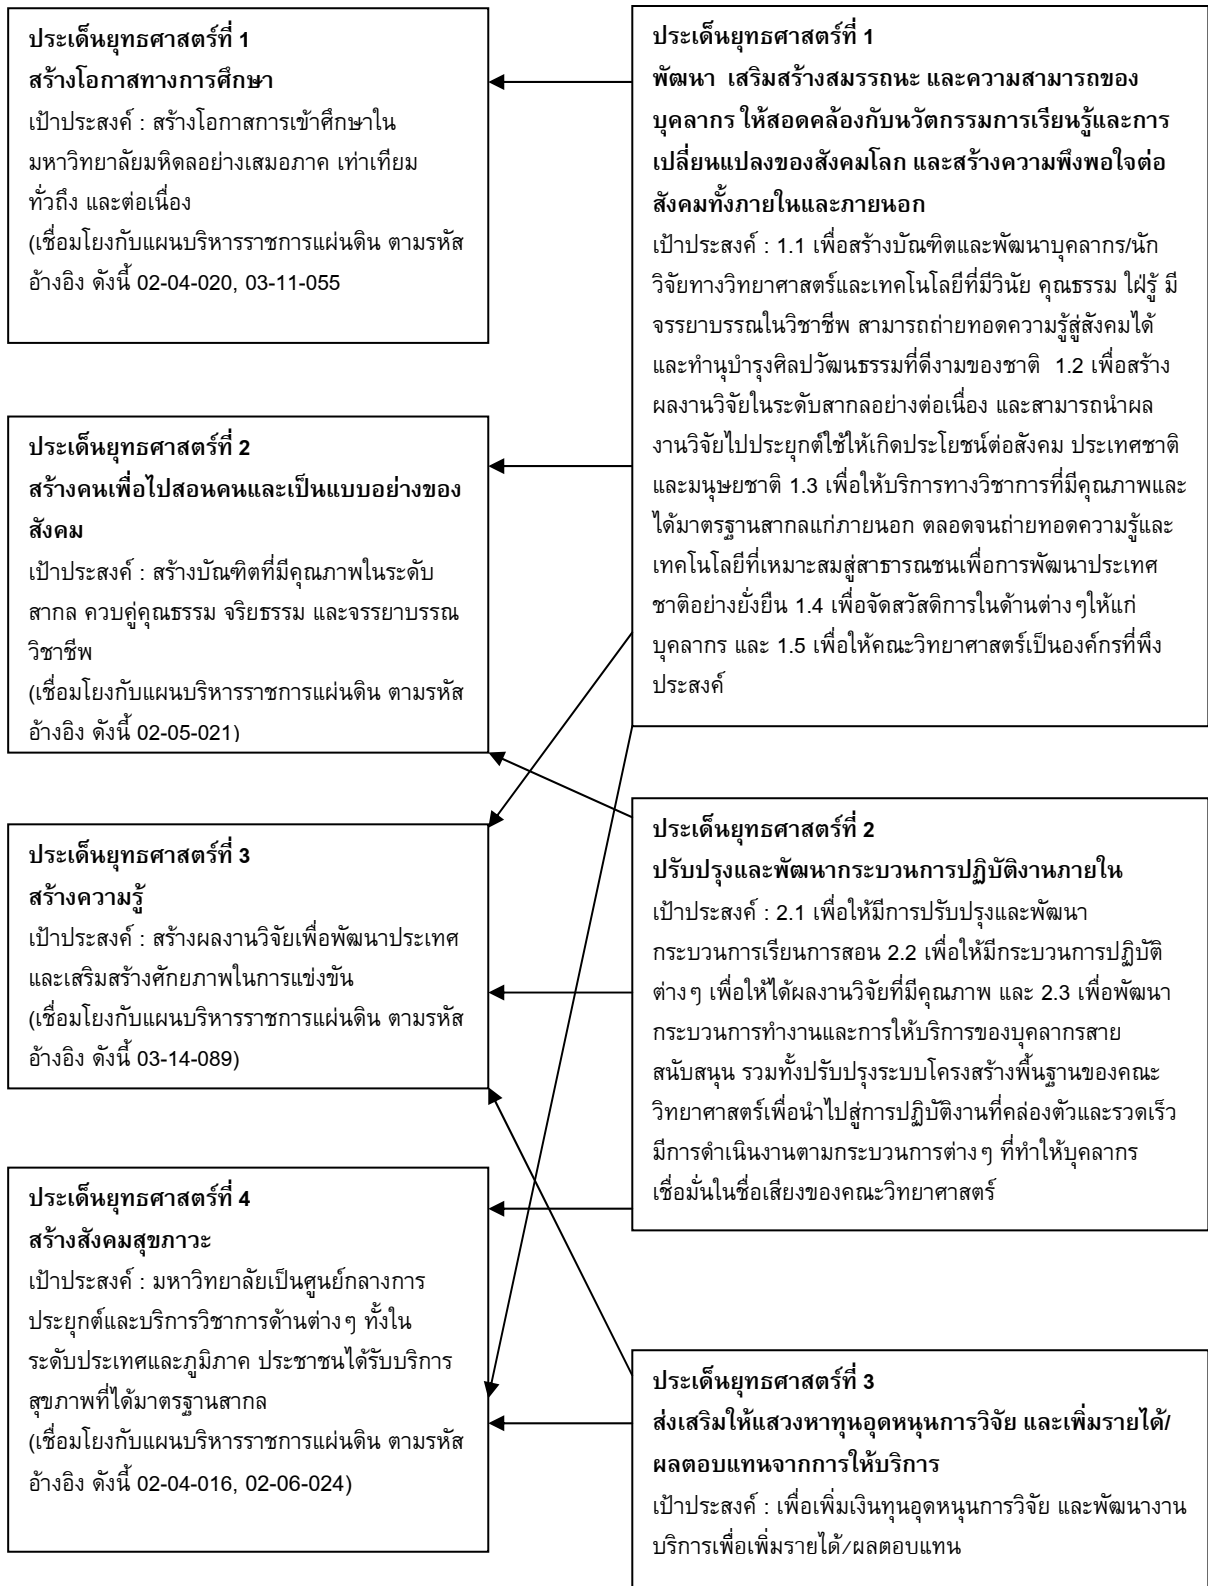 ประเด็นยุทธศาสตร์ที่ 1
สร้างโอกาสทางการศึกษา
เป้าประสงค์ : สร้างโอกาสการเข้าศึกษาใน
มหาวิทยาลัยมหิดลอย่างเสมอภาค เท่าเทียม
ทั่วถึง และต่อเนื่อง
(เชื่อมโยงกับแผนบริหารราชการแผ่นดิน ตามรหัส
อ้างอิง ดังนี้ 02-04-020, 03-11-055
ประเด็นยุทธศาสตร์ที่ 2
สร้างคนเพื่อไปสอนคนและเป็นแบบอย่างของ
สังคม
เป้าประสงค์ : สร้างบัณฑิตที่มีคุณภาพในระดับ
สากล ควบคู่คุณธรรม จริยธรรม และจรรยาบรรณ
วิชาชีพ
(เชื่อมโยงกับแผนบริหารราชการแผ่นดิน ตามรหัส
อ้างอิง ดังนี้ 02-05-021)
ประเด็นยุทธศาสตร์ที่ 3
สร้างความรู้
เป้าประสงค์ : สร้างผลงานวิจัยเพื่อพัฒนาประเทศ
และเสริมสร้างศักยภาพในการแข่งขัน
(เชื่อมโยงกับแผนบริหารราชการแผ่นดิน ตามรหัส
อ้างอิง ดังนี้ 03-14-089)
ประเด็นยุทธศาสตร์ที่ 4
สร้างสังคมสุขภาวะ
เป้าประสงค์ : มหาวิทยาลัยเป็นศูนย์กลางการ
ประยุกต์และบริการวิชาการด้านต่างๆ ทั้งใน
ระดับประเทศและภูมิภาค ประชาชนได้รับบริการ
สุขภาพที่ได้มาตรฐานสากล
(เชื่อมโยงกับแผนบริหารราชการแผ่นดิน ตามรหัส
อ้างอิง ดังนี้ 02-04-016, 02-06-024)
ประเด็นยุทธศาสตร์ที่ 1
พัฒนา เสริมสร้างสมรรถนะ และความสามารถของ
บุคลากร ให้สอดคล้องกับนวัตกรรมการเรียนรู้และการ
เปลี่ยนแปลงของสังคมโลก และสร้างความพึงพอใจต่อ
สังคมทั้งภายในและภายนอก
เป้าประสงค์ : 1.1 เพื่อสร้างบัณฑิตและพัฒนาบุคลากร/นัก
วิจัยทางวิทยาศาสตร์และเทคโนโลยีที่มีวินัย คุณธรรม ใฝ่รู้ มี
จรรยาบรรณในวิชาชีพ สามารถถ่ายทอดความรู้สู่สังคมได้
และทำนุบำรุงศิลปวัฒนธรรมที่ดีงามของชาติ 1.2 เพื่อสร้าง
ผลงานวิจัยในระดับสากลอย่างต่อเนื่อง และสามารถนำผล
งานวิจัยไปประยุกต์ใช้ให้เกิดประโยชน์ต่อสังคม ประเทศชาติ
และมนุษยชาติ 1.3 เพื่อให้บริการทางวิชาการที่มีคุณภาพและ
ได้มาตรฐานสากลแก่ภายนอก ตลอดจนถ่ายทอดความรู้และ
เทคโนโลยีที่เหมาะสมสู่สาธารณชนเพื่อการพัฒนาประเทศ
ชาติอย่างยั่งยืน 1.4 เพื่อจัดสวัสดิการในด้านต่างๆให้แก่
บุคลากร และ 1.5 เพื่อให้คณะวิทยาศาสตร์เป็นองค์กรที่พึง
ประสงค์
ประเด็นยุทธศาสตร์ที่ 2
ปรับปรุงและพัฒนากระบวนการปฏิบัติงานภายใน
เป้าประสงค์ : 2.1 เพื่อให้มีการปรับปรุงและพัฒนา
กระบวนการเรียนการสอน 2.2 เพื่อให้มีกระบวนการปฏิบัติ
ต่างๆ เพื่อให้ได้ผลงานวิจัยที่มีคุณภาพ และ 2.3 เพื่อพัฒนา
กระบวนการทำงานและการให้บริการของบุคลากรสาย
สนับสนุน รวมทั้งปรับปรุงระบบโครงสร้างพื้นฐานของคณะ
วิทยาศาสตร์เพื่อนำไปสู่การปฏิบัติงานที่คล่องตัวและรวดเร็ว
มีการดำเนินงานตามกระบวนการต่างๆ ที่ทำให้บุคลากร
เชื่อมั่นในชื่อเสียงของคณะวิทยาศาสตร์
ประเด็นยุทธศาสตร์ที่ 3
ส่งเสริมให้แสวงหาทุนอุดหนุนการวิจัย และเพิ่มรายได้/
ผลตอบแทนจากการให้บริการ
เป้าประสงค์ : เพื่อเพิ่มเงินทุนอุดหนุนการวิจัย และพัฒนางาน
บริการเพื่อเพิ่มรายได้/ผลตอบแทน